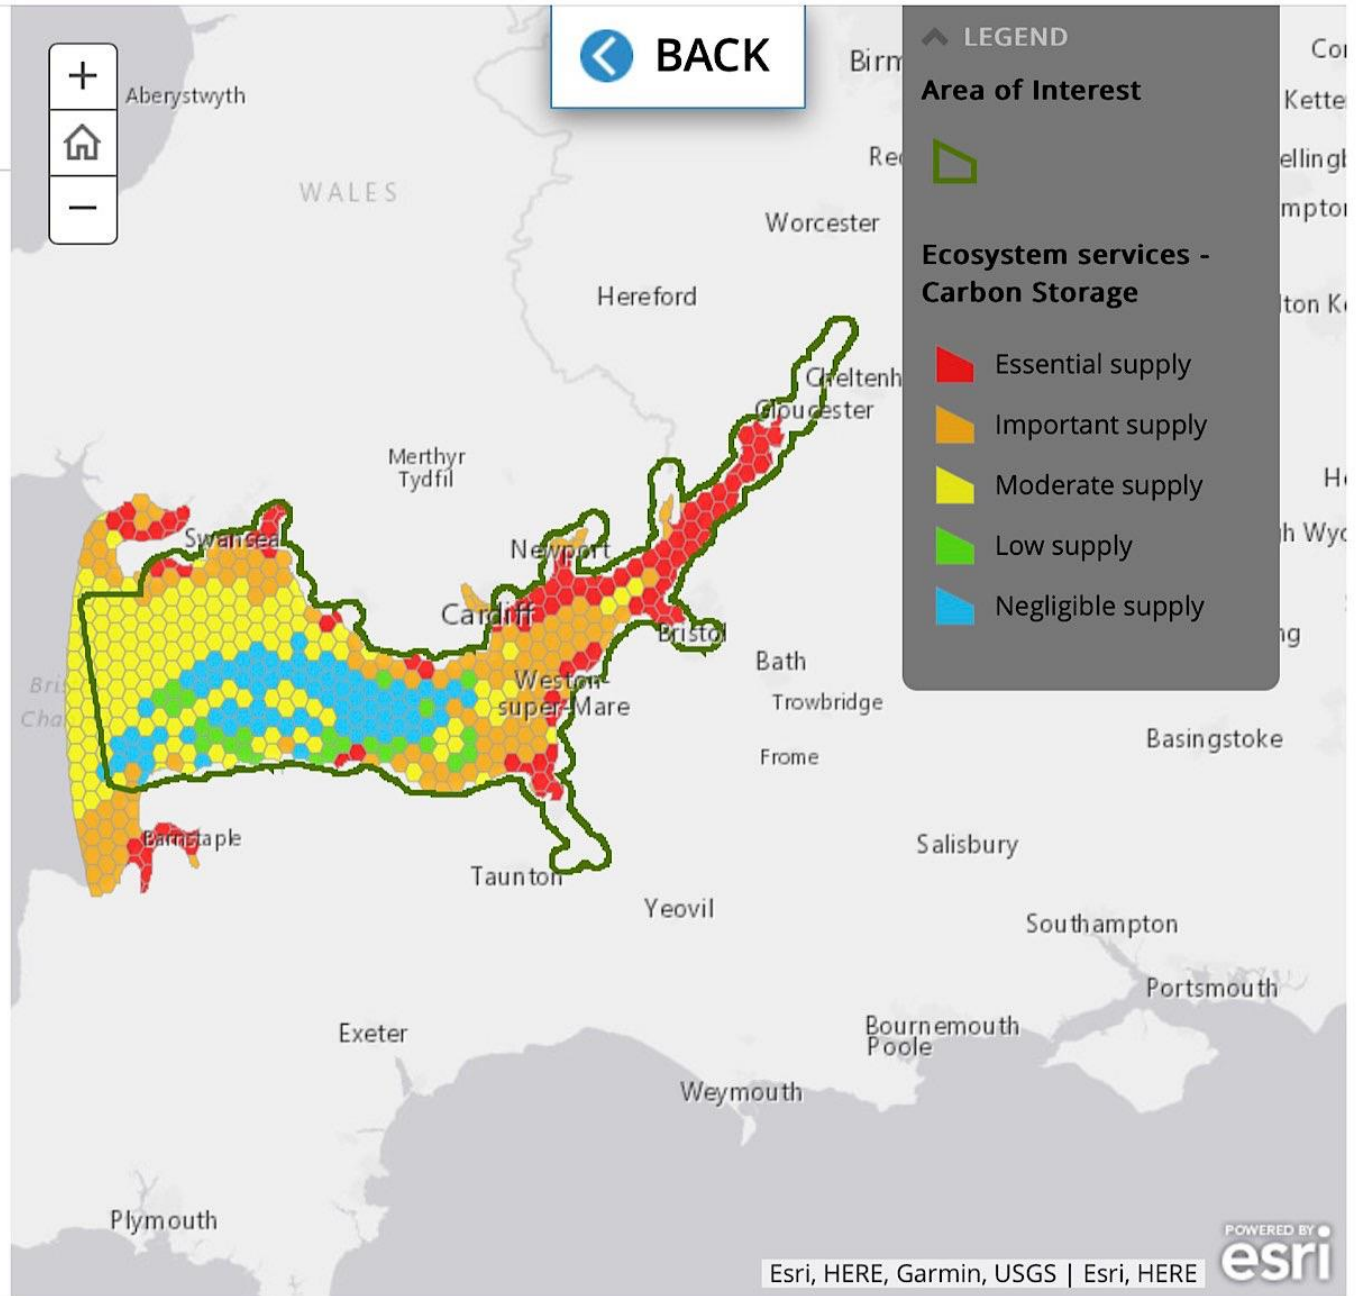 BACK
LEGEND
Area of Interest
Ecosystem services -
Carbon Storage
Essential supply
Important supply
Moderate supply
Low supply
Negligible supply
Aberystwyth
WALES
Birm
Worcester
Hereford
Cheltenh
Gloucester
Merthyr
Tydfil
Swansea
Newport
Cardiff
Bristol
Bath
Weston-
super-Mare
Trowbridge
Frome
Basingstoke
Barnstaple
Salisbury
Taunton
Yeovil
Southampton
Portsmouth
Exeter
Bournemouth
Poole
Weymouth
Plymouth
POWERED BY
esri
Esri, HERE, Garmin, USGS | Esri, HERE